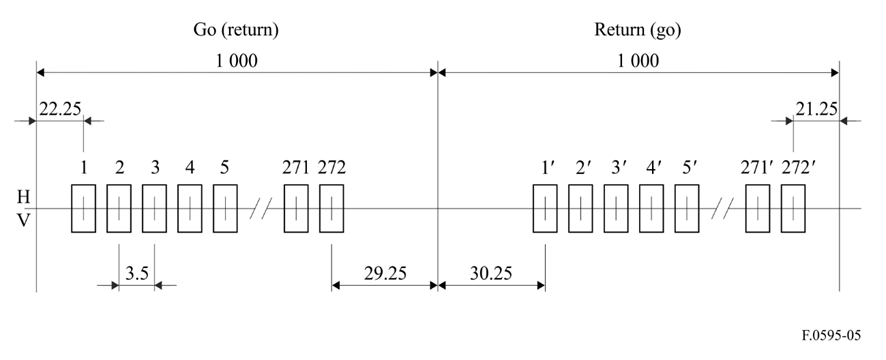 Go (return)
Return (go)
1 000
1 000
22.25
21.25
1 2 3 4 5 271 272
1′ 2′ 3′ 4′ 5′ 271′ 272′
H
V
3.5
29.25
30.25
F.0595-05